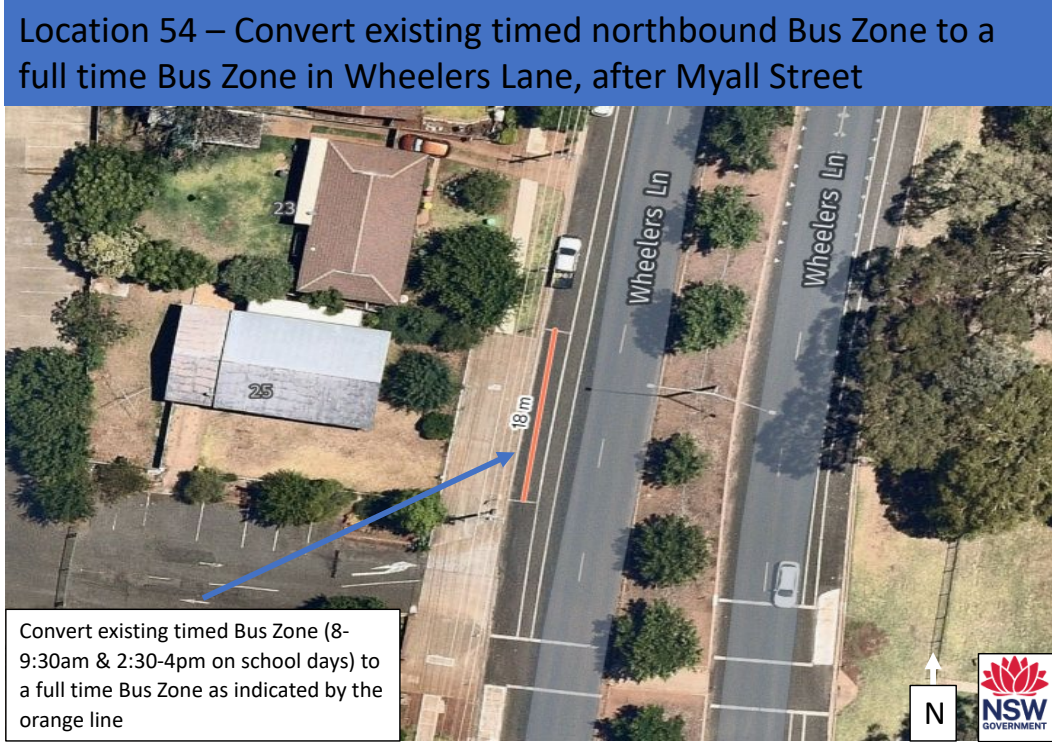 Location 54 – Convert existing timed northbound Bus Zone to a
full time Bus Zone in Wheelers Lane, after Myall Street
Wheelers Ln
Wheelers Ln
23
25
18 m
Convert existing timed Bus Zone (8-
9:30am & 2:30-4pm on school days) to
a full time Bus Zone as indicated by the
orange line
N
NSW
GOVERNMENT